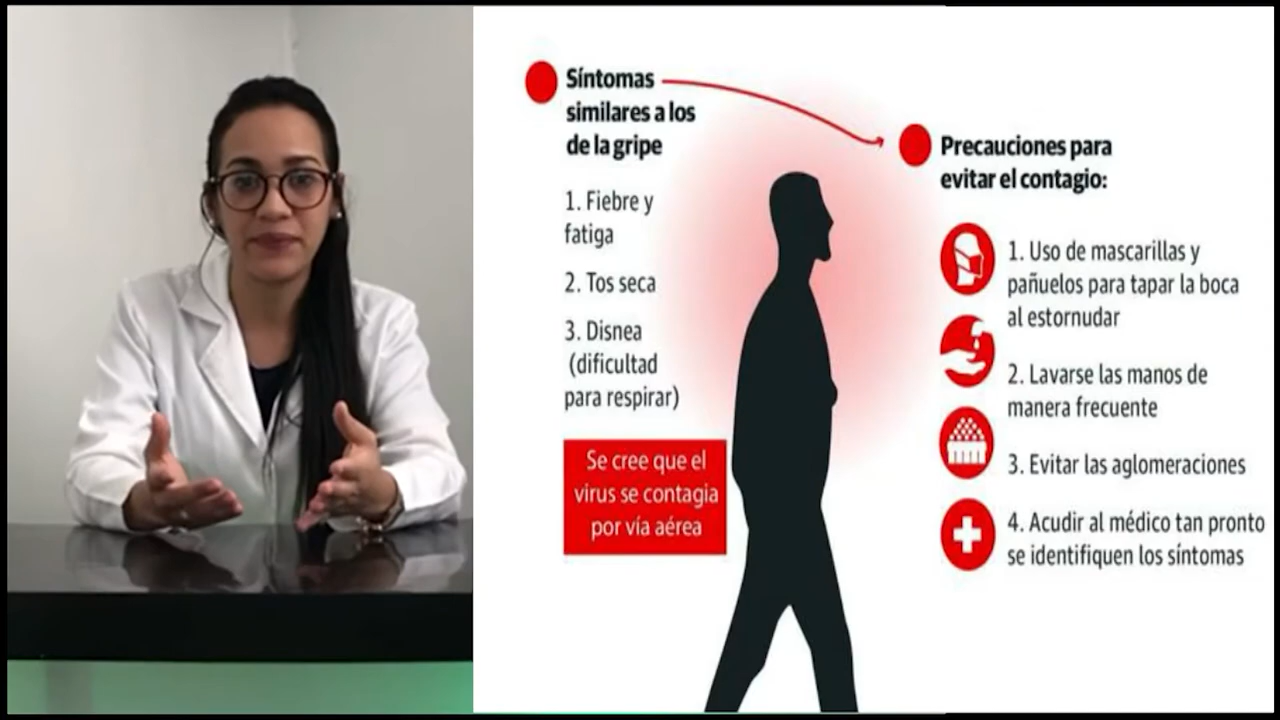 Síntomas
similares a los
de la gripe
1. Fiebre y
fatiga
2. Tos seca
3. Disnea
(dificultad
para respirar)
Se cree que el
virus se contagia
por vía aérea
Precauciones para
evitar el contagio:
1. Uso de mascarillas y
pañuelos para tapar la boca
al estornudar
2. Lavarse las manos de
manera frecuente
3. Evitar las aglomeraciones
4. Acudir al médico tan pronto
se identifiquen los síntomas